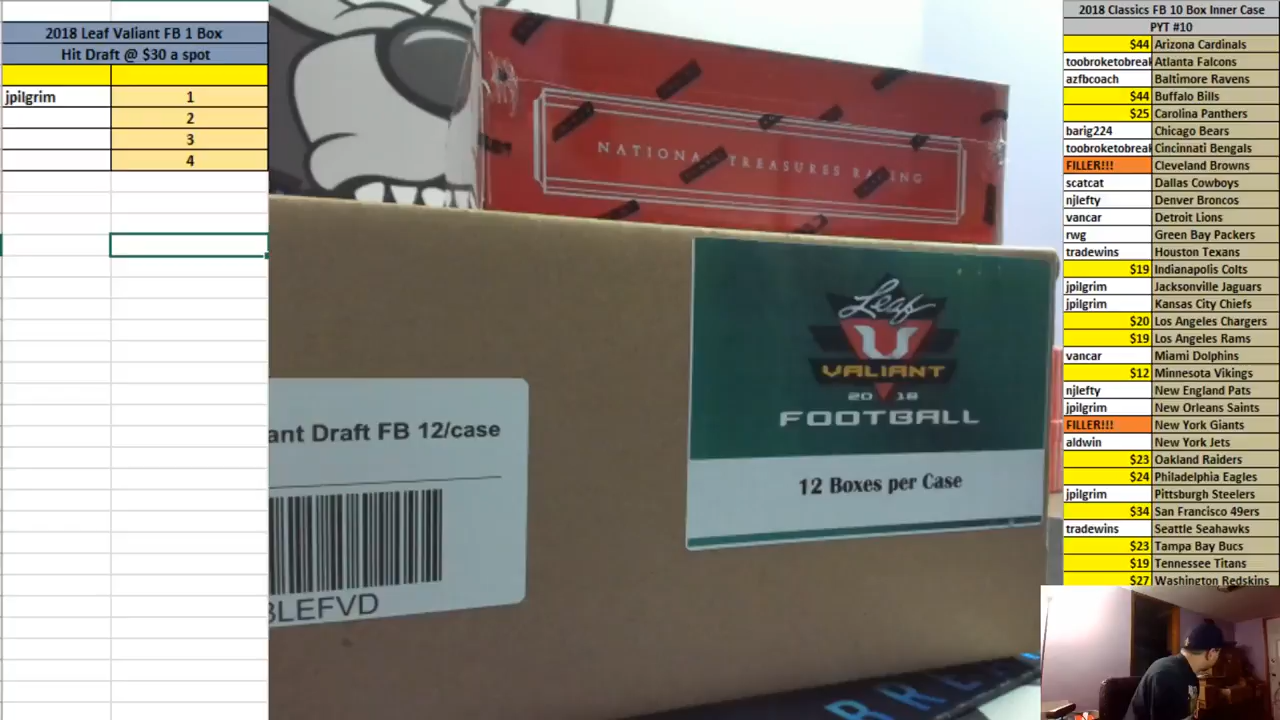 2018 Leaf Valiant FB 1 Box
Hit Draft @ $30 a spot
jpilgrim 1
2
3
4
NATIONAL TREASURES RACING
Leaf
VALIANT
20 18
FOOTBALL
12 Boxes per Case
ant Draft FB 12/case
BLEFVD
BREA
2018 Classics FB 10 Box Inner Case
PYT #10
$44 Arizona Cardinals
toobroketobreak Atlanta Falcons
azfbcoach Baltimore Ravens
$44 Buffalo Bills
$25 Carolina Panthers
barig224 Chicago Bears
toobroketobreak Cincinnati Bengals
FILLER!!! Cleveland Browns
scatcat Dallas Cowboys
njlefty Denver Broncos
vancar Detroit Lions
rwg Green Bay Packers
tradewins Houston Texans
$19 Indianapolis Colts
jpilgrim Jacksonville Jaguars
jpilgrim Kansas City Chiefs
$20 Los Angeles Chargers
$19 Los Angeles Rams
vancar Miami Dolphins
$12 Minnesota Vikings
njlefty New England Pats
jpilgrim New Orleans Saints
FILLER!!! New York Giants
aldwin New York Jets
$23 Oakland Raiders
$24 Philadelphia Eagles
jpilgrim Pittsburgh Steelers
$34 San Francisco 49ers
tradewins Seattle Seahawks
$23 Tampa Bay Bucs
$19 Tennessee Titans
$27 Washington Redskins